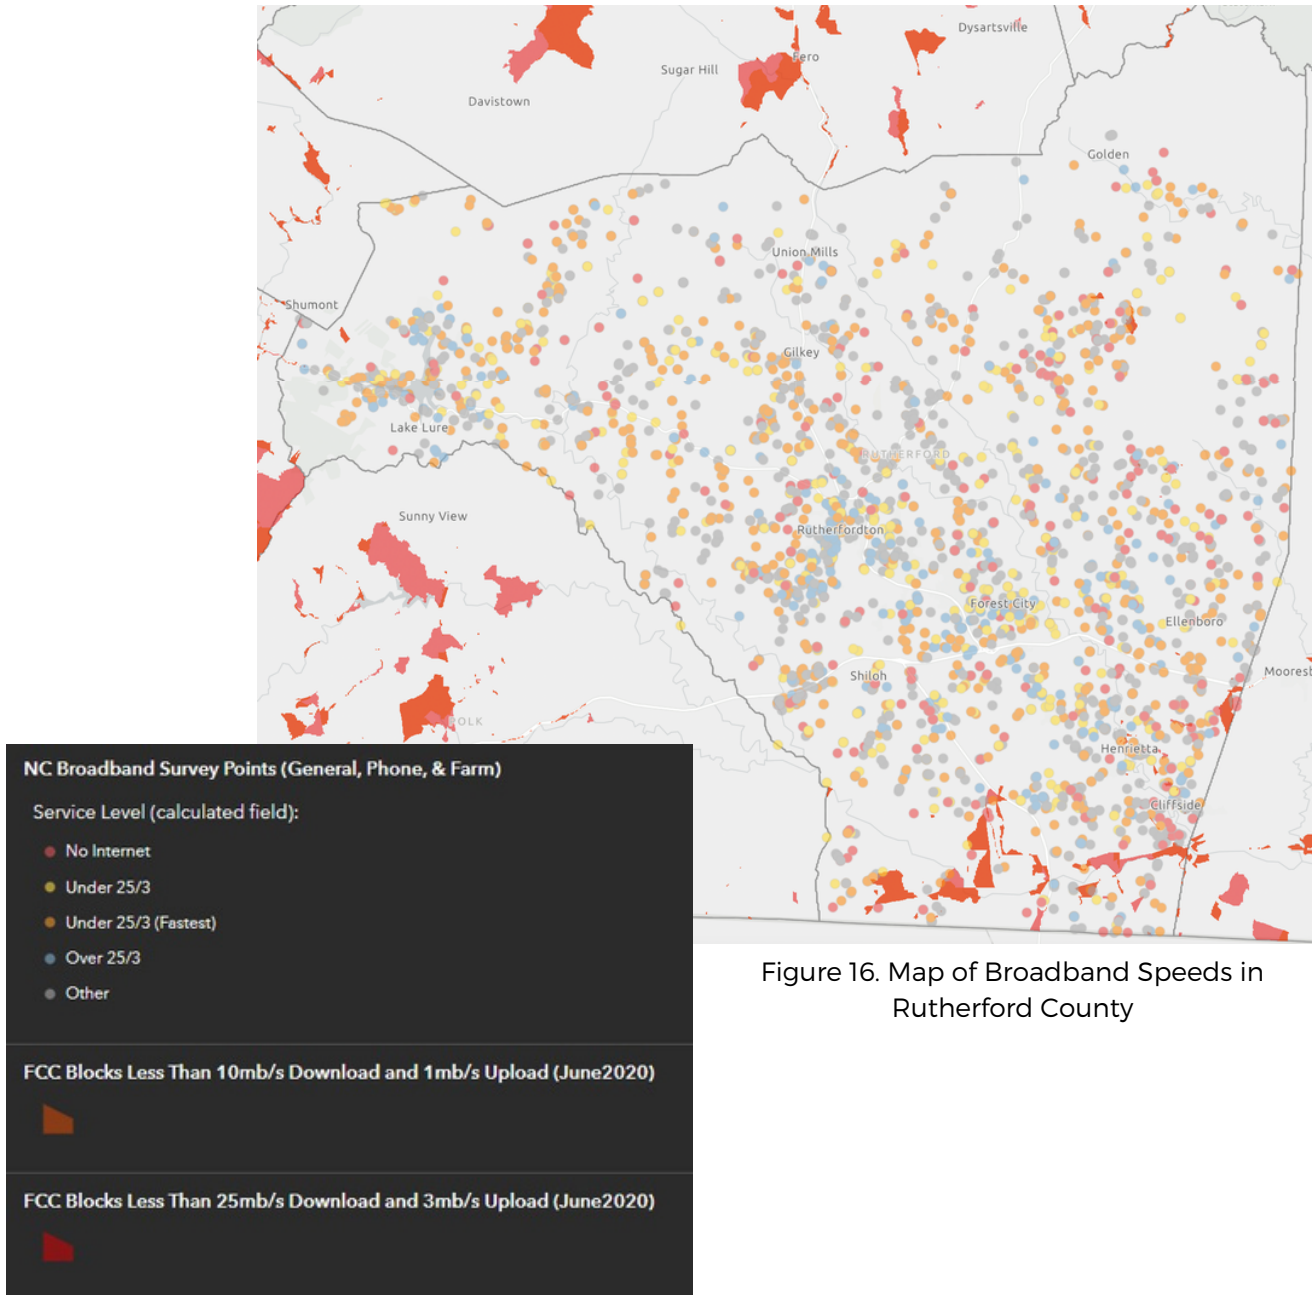 Dysartsville
Fero
Sugar Hill
Davistown
Golden
Union Mills
Shumont
Gilkey
Lake Lure
RUTHERFORD
Sunny View
Rutherfordton
Forest City
Ellenboro
Shiloh
Mooresb
POLK
Henrietta
Cliffside
NC Broadband Survey Points (General, Phone, & Farm)
Service Level (calculated field):
No Internet
Under 25/3
Under 25/3 (Fastest)
Over 25/3
Other
FCC Blocks Less Than 10mb/s Download and 1mb/s Upload (June2020)
FCC Blocks Less Than 25mb/s Download and 3mb/s Upload (June2020)
Figure 16. Map of Broadband Speeds in
Rutherford County